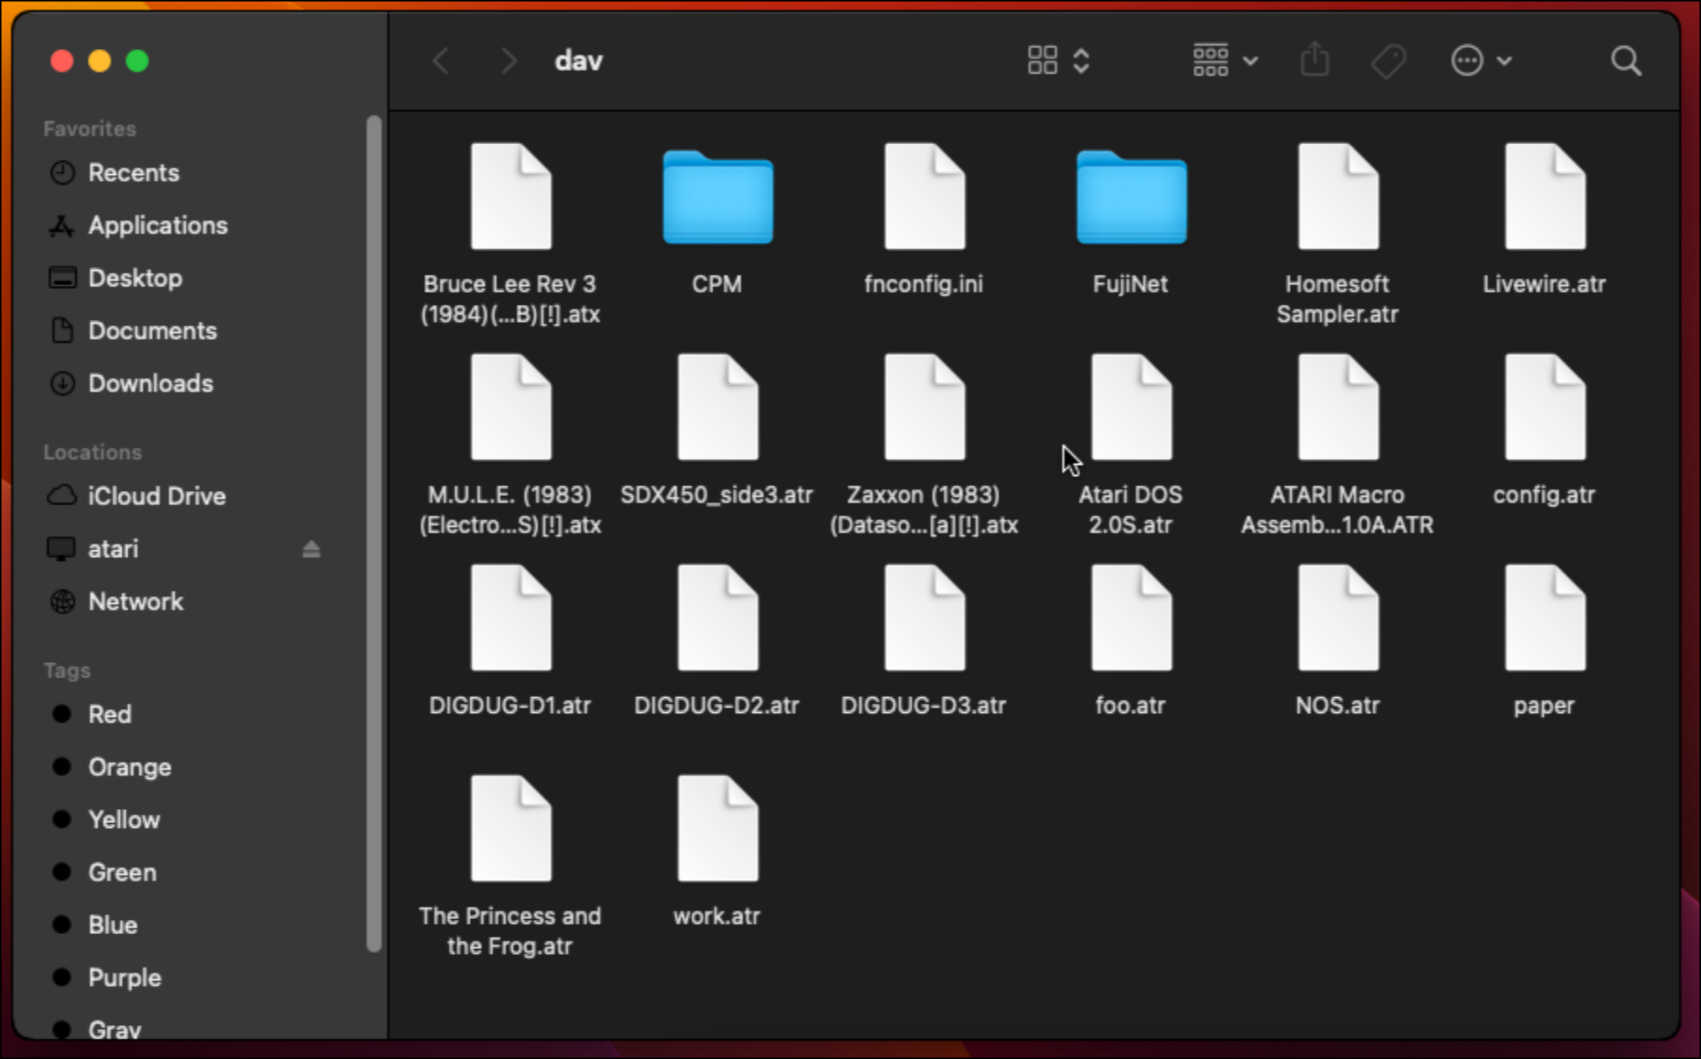 dav
Favorites
Recents
Applications
Desktop
Documents
Downloads
Locations
iCloud Drive
atari
Network
Tags
Red
Orange
Yellow
Green
Blue
Purple
Gray
Bruce Lee Rev 3
(1984)(...B)[!].atx
CPM
fnconfig.ini
FujiNet
Homesoft
Sampler.atr
Livewire.atr
M.U.L.E. (1983)
(Electro...S)[!].atx
SDX450_side3.atr
Zaxxon (1983)
(Dataso...[a][!].atx
Atari DOS
2.0S.atr
ATARI Macro
Assemb...1.0A.ATR
config.atr
DIGDUG-D1.atr
DIGDUG-D2.atr
DIGDUG-D3.atr
foo.atr
NOS.atr
paper
The Princess and
the Frog.atr
work.atr